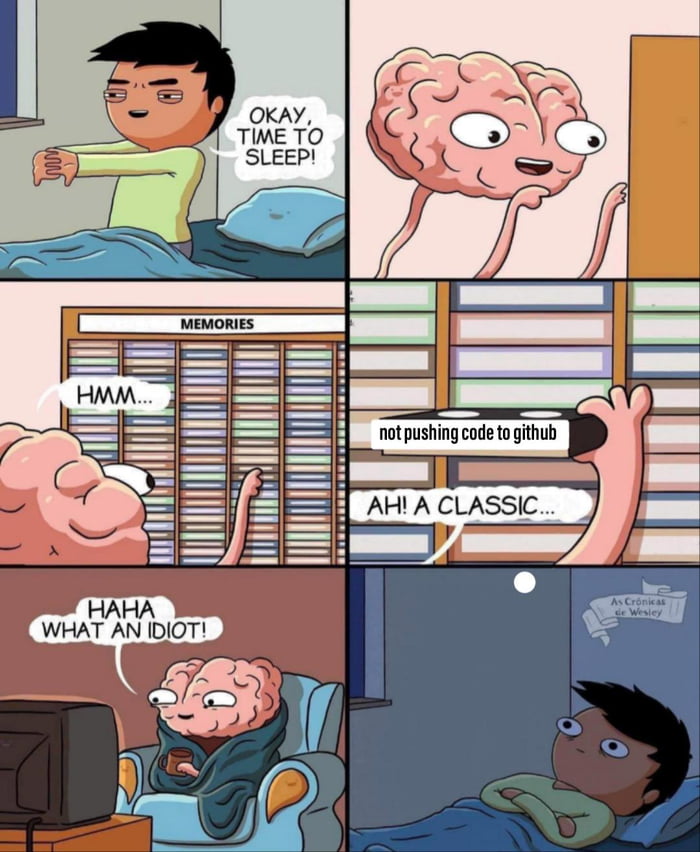 OKAY,
TIME TO
SLEEP!
MEMORIES
HMM...
not pushing code to github
AH! A CLASSIC...
HAHA
WHAT AN IDIOT!
As Crónicas
de Wesley